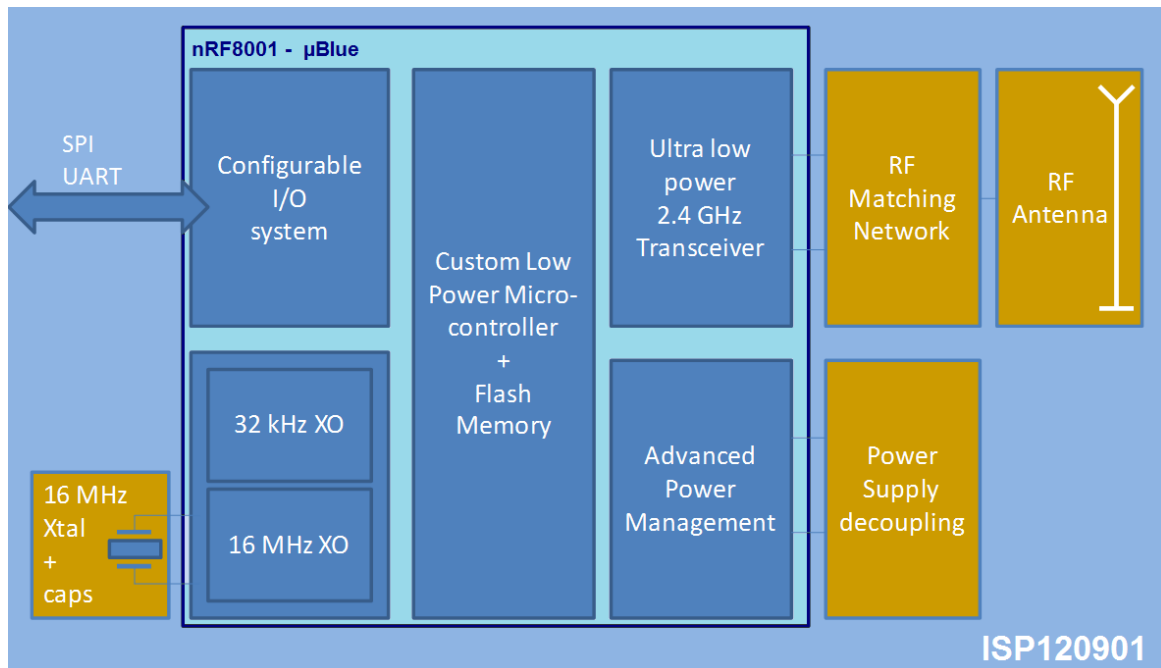 nRF8001 - µBlue
SPI
UART
Configurable
I/O
system
Custom Low
Power Micro-
controller
+
Flash
Memory
Ultra low
power
2.4 GHz
Transceiver
RF
Matching
Network
RF
Antenna
32 kHz XO
16 MHz XO
16 MHz
Xtal
+
caps
Advanced
Power
Management
Power
Supply
decoupling
ISP120901